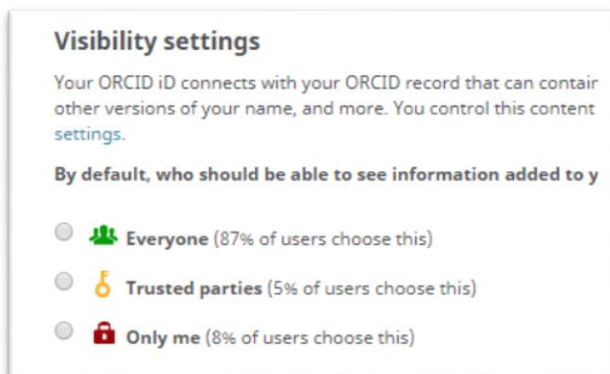 Visibility settings
Your ORCID iD connects with your ORCID record that can contain
other versions of your name, and more. You control this content
settings.
By default, who should be able to see information added to y
Everyone (87% of users choose this)
Trusted parties (5% of users choose this)
Only me (8% of users choose this)